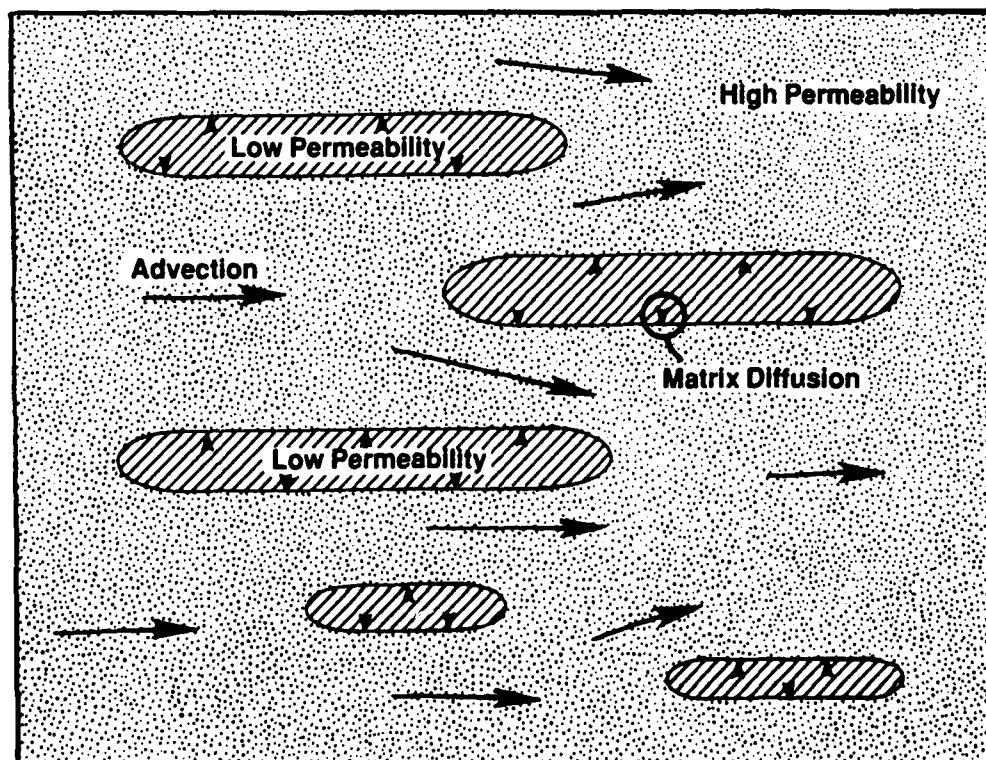 High Permeability
Low Permeability
Advection
Matrix Diffusion
Low Permeability